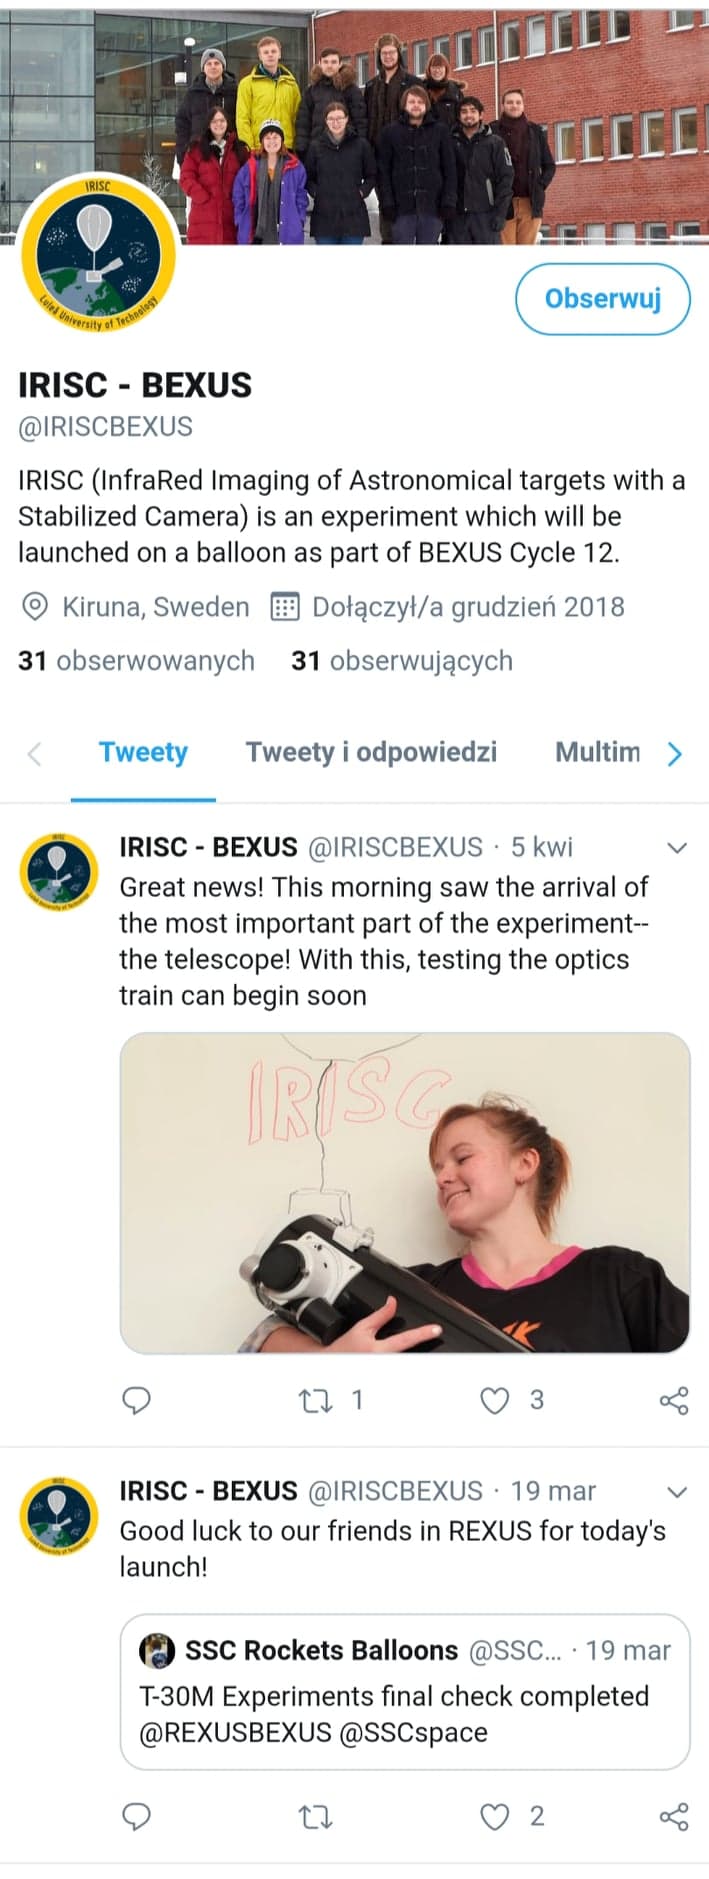 IRISC
Luleå University of Technology
Obserwuj
IRISC - BEXUS
@IRISCBEXUS
IRISC (InfraRed Imaging of Astronomical targets with a
Stabilized Camera) is an experiment which will be
launched on a balloon as part of BEXUS Cycle 12.
Kiruna, Sweden Dołączył/a grudzień 2018
31 obserwowanych 31 obserwujących
Tweety Tweety i odpowiedzi Multim
IRISC - BEXUS @IRISCBEXUS · 5 kwi
Great news! This morning saw the arrival of
the most important part of the experiment--
the telescope! With this, testing the optics
train can begin soon
IRISC
1 3
IRISC - BEXUS @IRISCBEXUS · 19 mar
Good luck to our friends in REXUS for today's
launch!
SSC Rockets Balloons @SSC... · 19 mar
T-30M Experiments final check completed
@REXUSBEXUS @SSCspace
2